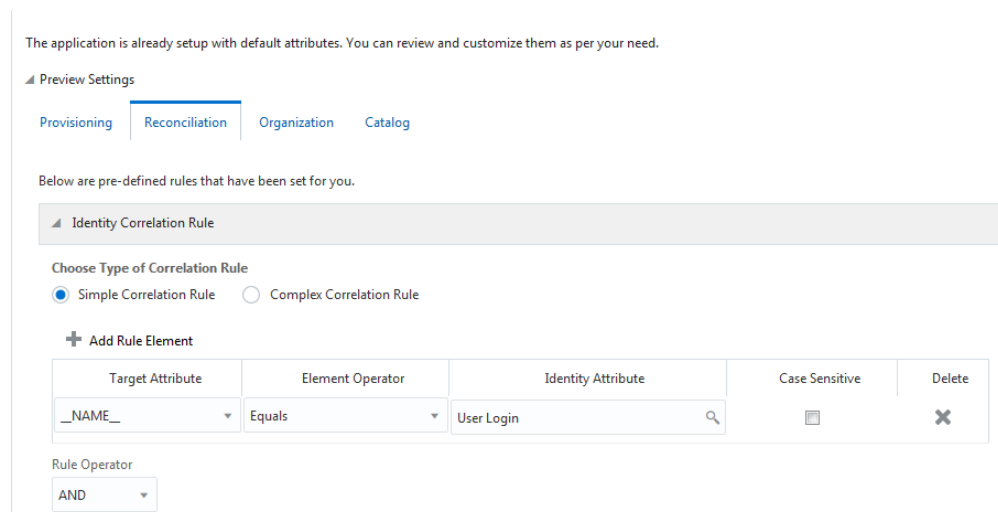 The application is already setup with default attributes. You can review and customize them as per your need.
Preview Settings
Provisioning Reconciliation Organization Catalog
Below are pre-defined rules that have been set for you.
Identity Correlation Rule
Choose Type of Correlation Rule
Simple Correlation Rule Complex Correlation Rule
Add Rule Element
Target Attribute Element Operator Identity Attribute Case Sensitive Delete
__NAME__ Equals User Login
Rule Operator
AND